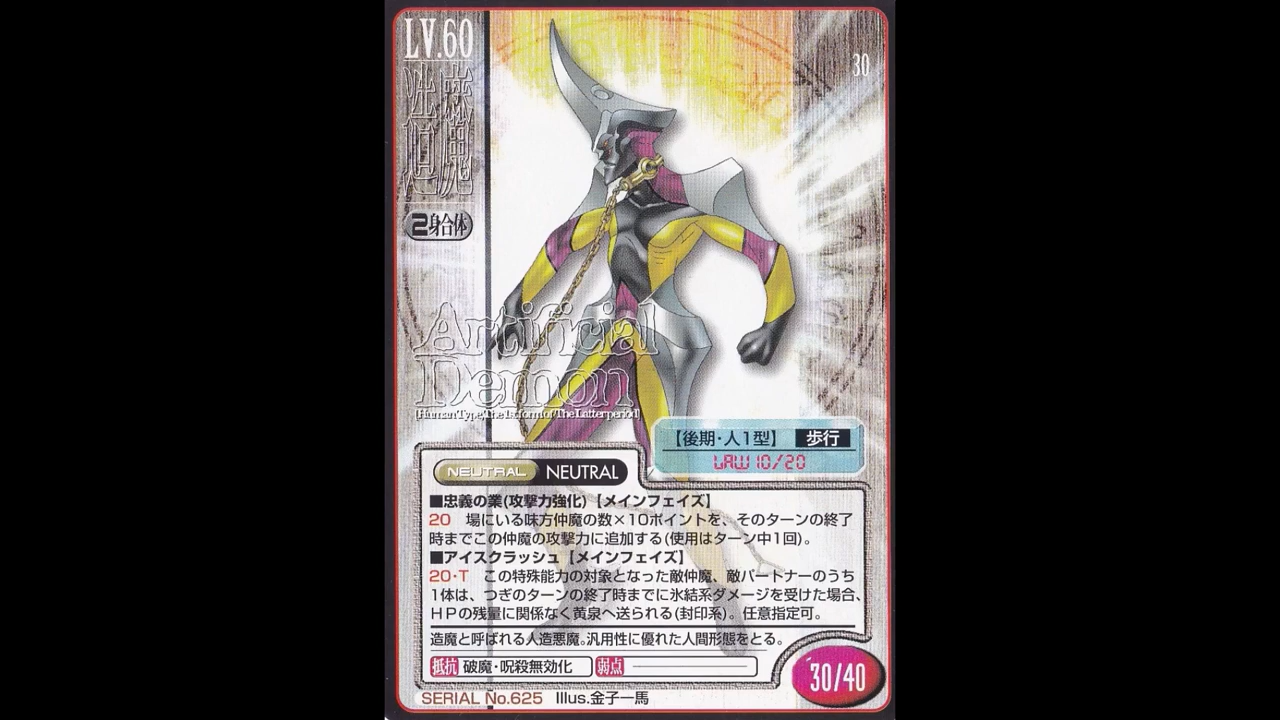 LV.60
30
造魔
2身合体
Artificial
Demon
(Human Type,The 1st form of The Latter period)
【後期・人1型】 歩行
LAW 10/20
NEUTRAL NEUTRAL
■忠義の業(攻撃力強化)【メインフェイズ】
20 場にいる味方仲魔の数×10ポイントを、そのターンの終了
時までこの仲魔の攻撃力に追加する(使用はターン中1回)。
■アイスクラッシュ【メインフェイズ】
20・T この特殊能力の対象となった敵仲魔、敵パートナーのうち
1体は、つぎのターンの終了時までに氷結系ダメージを受けた場合、
HPの残量に関係なく黄泉へ送られる(封印系)。任意指定可。
造魔と呼ばれる人造悪魔。汎用性に優れた人間形態をとる。
抵抗 破魔・呪殺無効化 弱点
30/40
SERIAL No.625 Illus.金子一馬